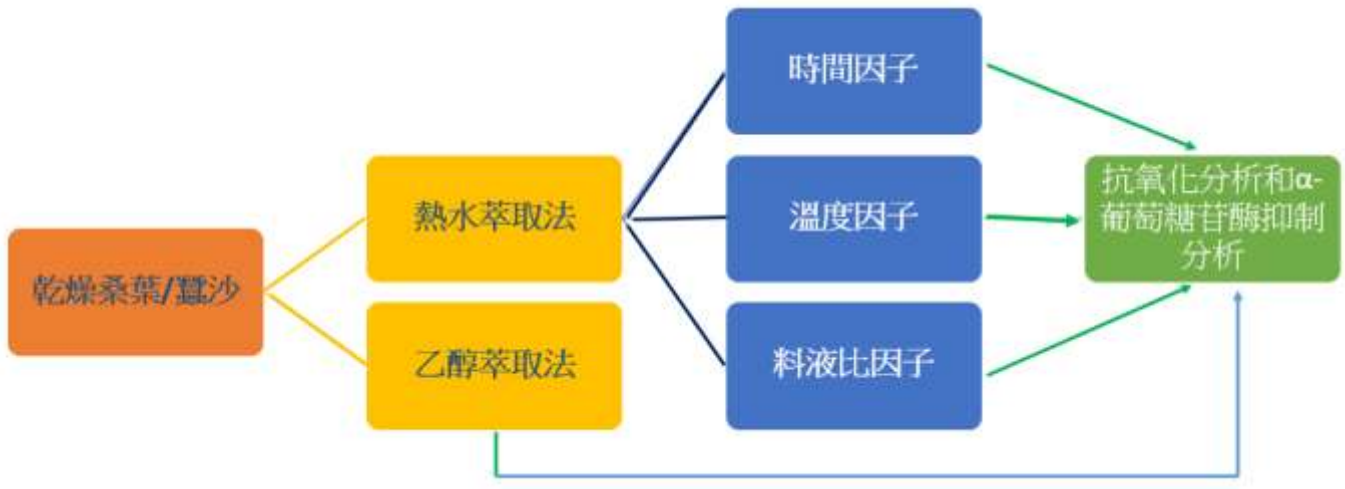 時間因子
熱水萃取法
溫度因子
抗氧化分析和α-
葡萄糖苷酶抑制
分析
乾燥桑葉/蠶沙
乙醇萃取法
料液比因子